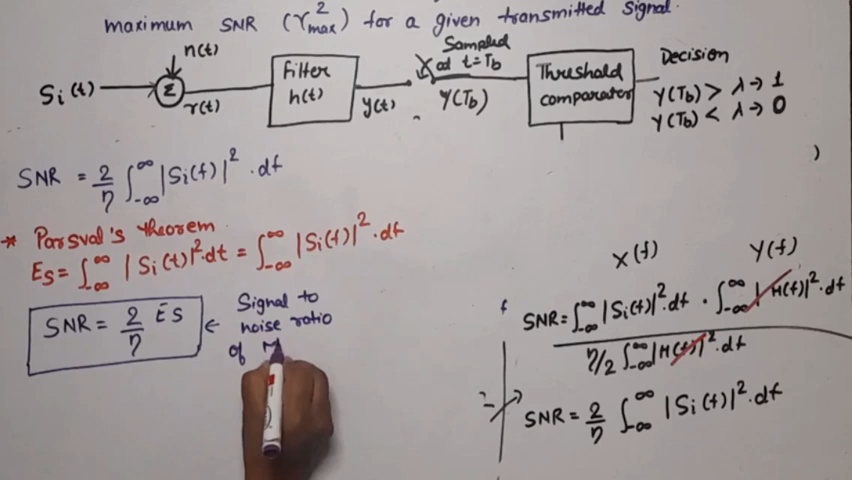 maximum SNR (γ²max) for a given transmitted signal.
n(t)
Si(t)
Σ
r(t)
Filter
h(t)
y(t)
Sampled
at t=Tb
Y(Tb)
Threshold
comparator
Decision
Y(Tb) > λ → 1
Y(Tb) < λ → 0
SNR = 2/η ∫-∞^∞ |Si(f)|² . df
* Parsval's theorem
Es = ∫-∞^∞ |Si(t)|² . dt = ∫-∞^∞ |Si(f)|² . df
SNR = 2/η Es ←
Signal to
noise ratio
of M
X(f) Y(f)
SNR = ∫-∞^∞ |Si(f)|² . df . ∫-∞^∞ |H(f)|² . df
η/2 ∫-∞^∞ |H(f)|² . df
SNR = 2/η ∫-∞^∞ |Si(f)|² . df